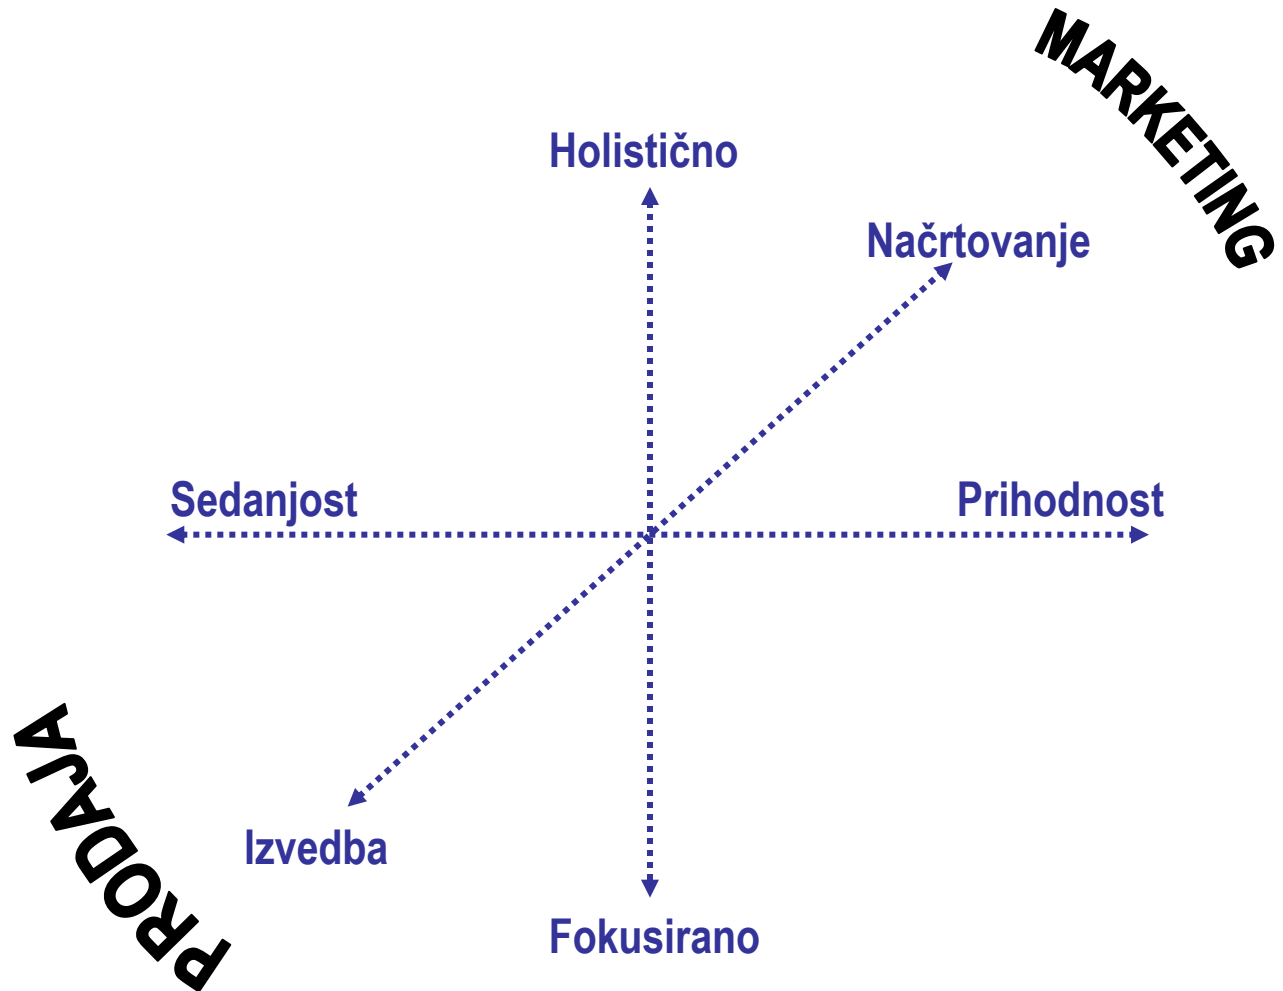 MARKETING
Holistično
Načrtovanje
Sedanjost
Prihodnost
PRODAJA
Izvedba
Fokusirano